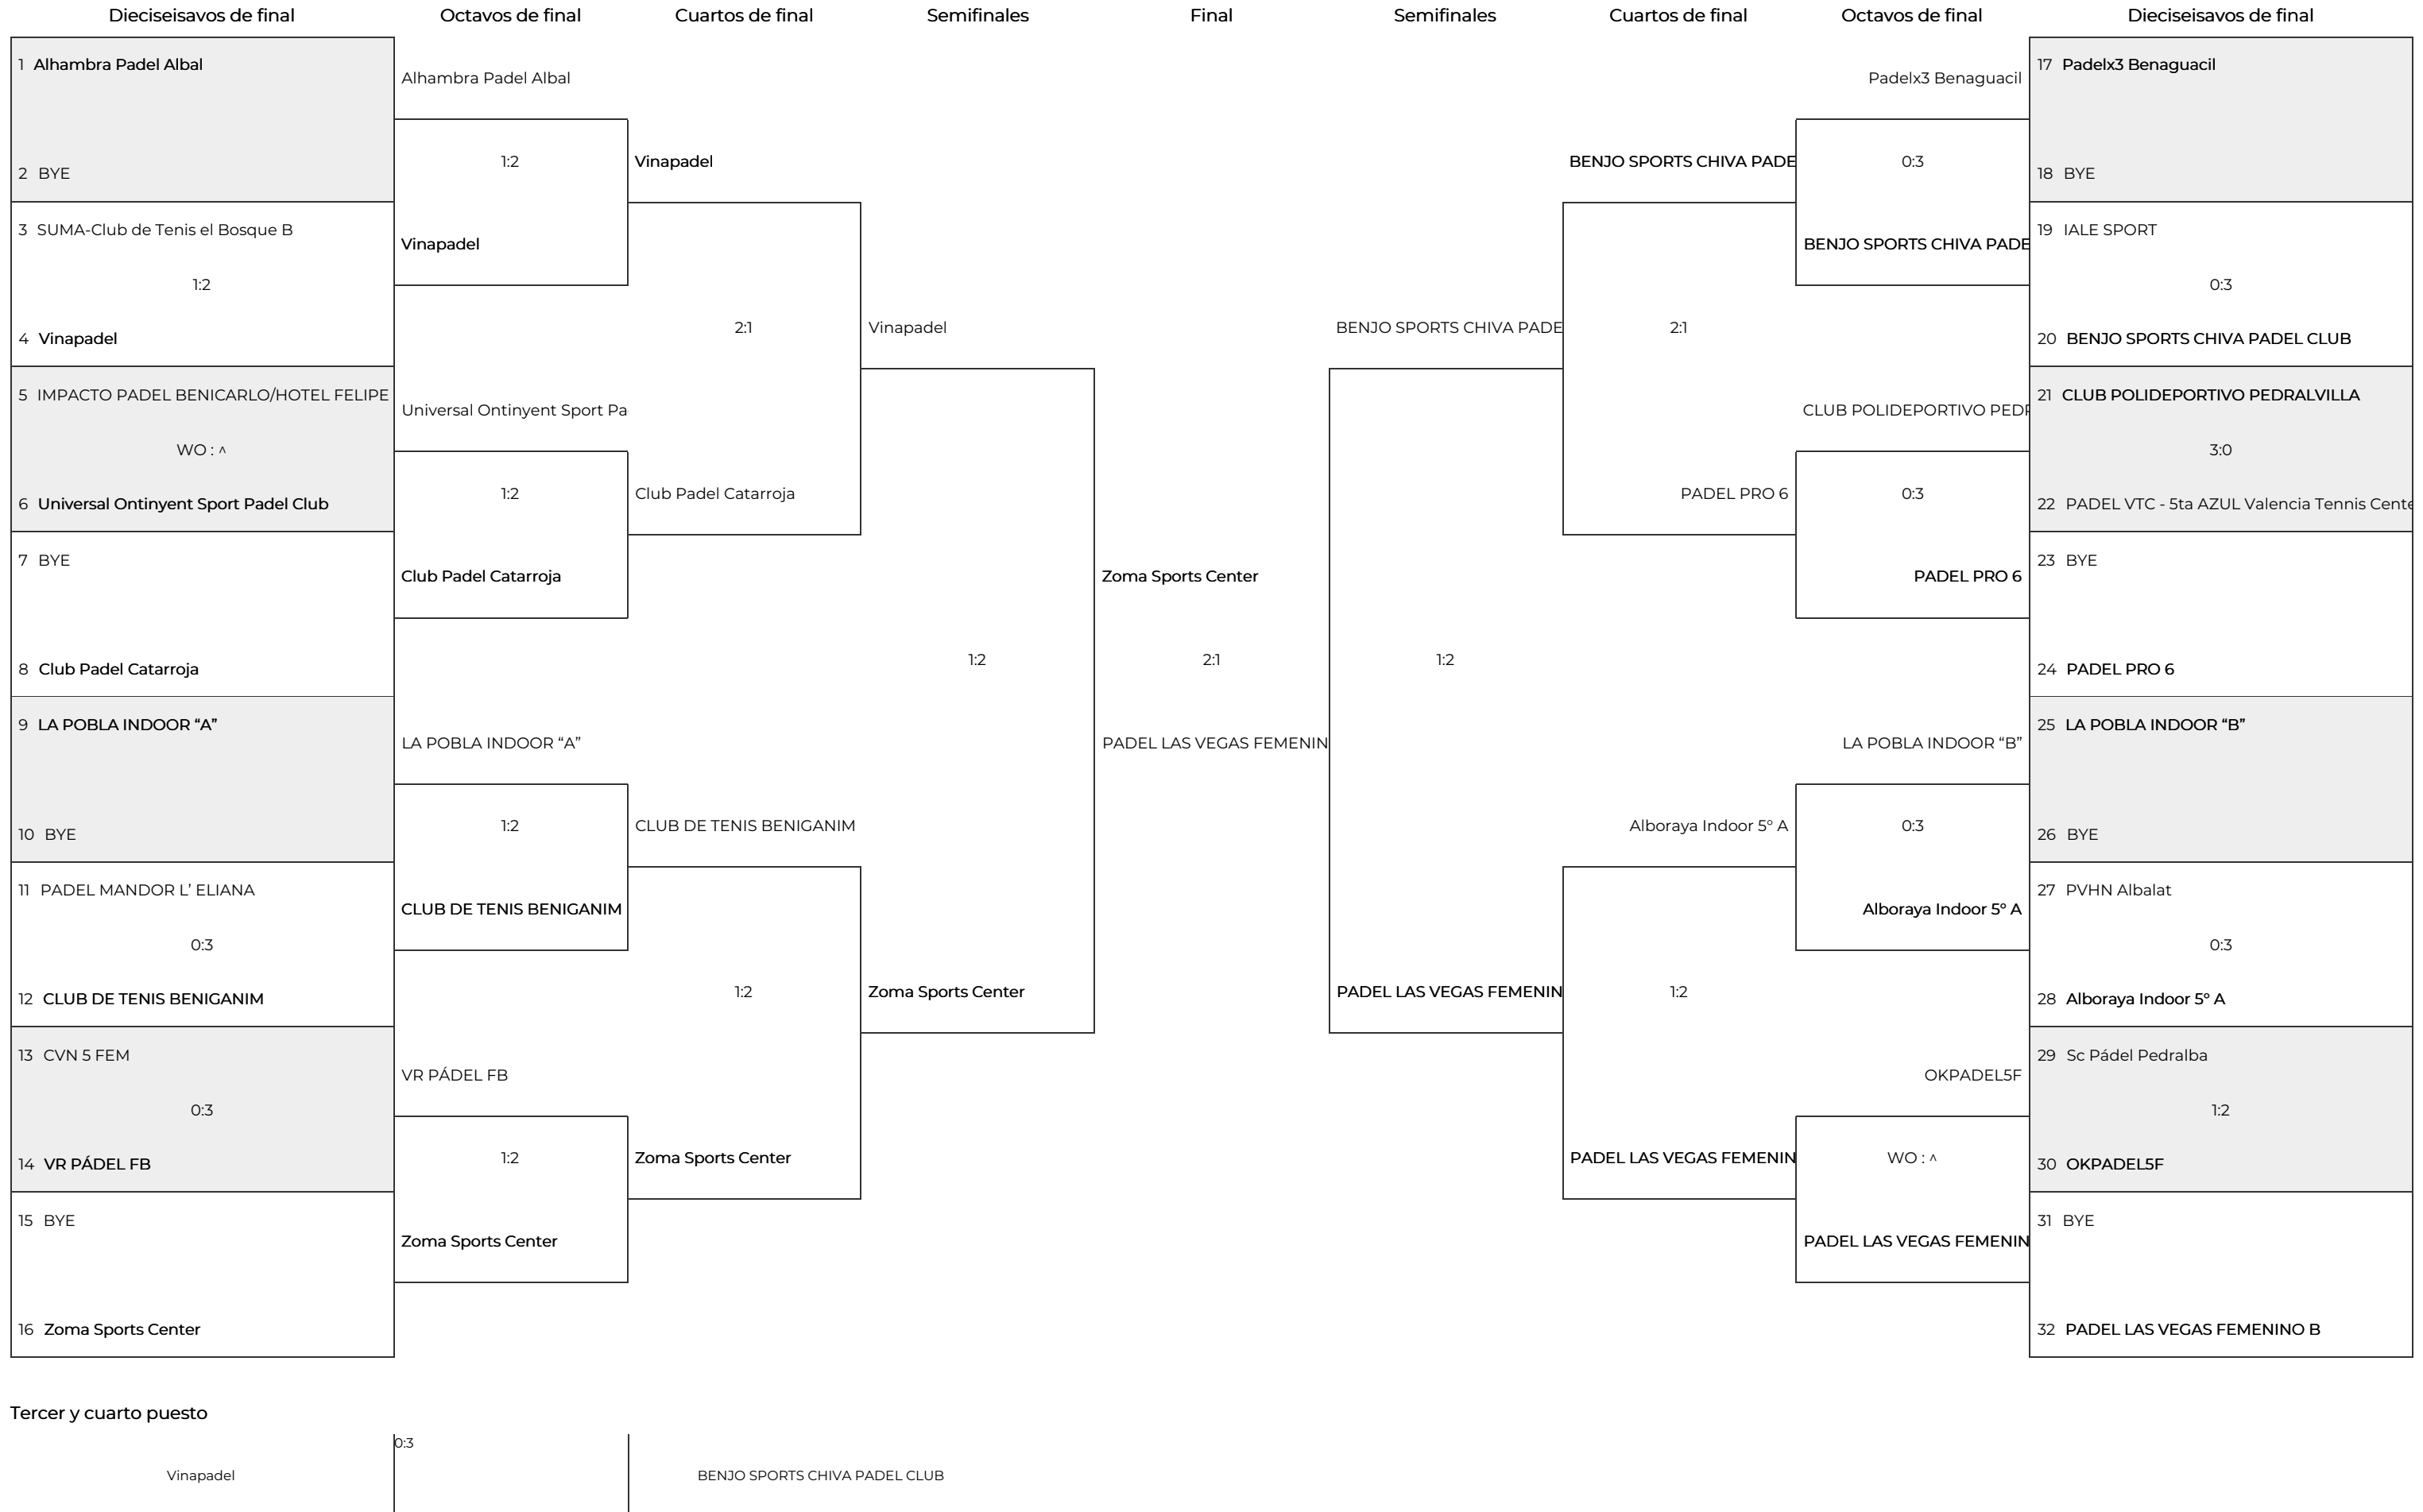 Dieciseisavos de final Octavos de final Cuartos de final Semifinales Final Semifinales Cuartos de final Octavos de final Dieciseisavos de final
1 Alhambra Padel Albal
2 BYE
3 SUMA-Club de Tenis el Bosque B
1:2
4 Vinapadel
5 IMPACTO PADEL BENICARLO/HOTEL FELIPE
WO : ^
6 Universal Ontinyent Sport Padel Club
7 BYE
8 Club Padel Catarroja
9 LA POBLA INDOOR “A”
10 BYE
11 PADEL MANDOR L’ ELIANA
0:3
12 CLUB DE TENIS BENIGANIM
13 CVN 5 FEM
0:3
14 VR PÁDEL FB
15 BYE
16 Zoma Sports Center
Alhambra Padel Albal
1:2
Vinapadel
Universal Ontinyent Sport Pa
1:2
Club Padel Catarroja
LA POBLA INDOOR “A”
1:2
CLUB DE TENIS BENIGANIM
VR PÁDEL FB
1:2
Zoma Sports Center
Vinapadel
2:1
Club Padel Catarroja
CLUB DE TENIS BENIGANIM
1:2
Zoma Sports Center
Vinapadel
1:2
Zoma Sports Center
Zoma Sports Center
2:1
PADEL LAS VEGAS FEMENIN
BENJO SPORTS CHIVA PADE
1:2
PADEL LAS VEGAS FEMENIN
BENJO SPORTS CHIVA PADE
2:1
PADEL PRO 6
Alboraya Indoor 5º A
1:2
PADEL LAS VEGAS FEMENIN
Padelx3 Benaguacil
0:3
BENJO SPORTS CHIVA PADE
CLUB POLIDEPORTIVO PEDR
0:3
PADEL PRO 6
LA POBLA INDOOR “B”
0:3
Alboraya Indoor 5º A
OKPADEL5F
WO : ^
PADEL LAS VEGAS FEMENIN
17 Padelx3 Benaguacil
18 BYE
19 IALE SPORT
0:3
20 BENJO SPORTS CHIVA PADEL CLUB
21 CLUB POLIDEPORTIVO PEDRALVILLA
3:0
22 PADEL VTC - 5ta AZUL Valencia Tennis Cente
23 BYE
24 PADEL PRO 6
25 LA POBLA INDOOR “B”
26 BYE
27 PVHN Albalat
0:3
28 Alboraya Indoor 5º A
29 Sc Pádel Pedralba
1:2
30 OKPADEL5F
31 BYE
32 PADEL LAS VEGAS FEMENINO B
Tercer y cuarto puesto
0:3
Vinapadel BENJO SPORTS CHIVA PADEL CLUB